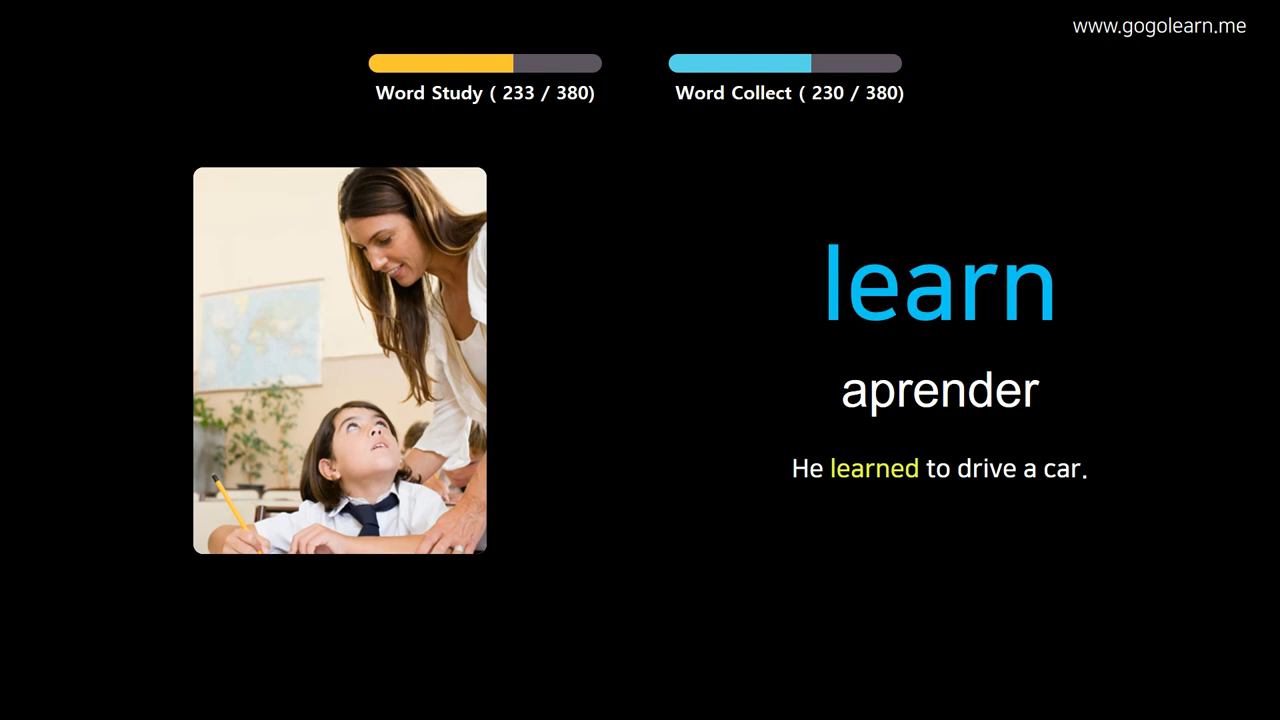 www.gogolearn.me
Word Study ( 233 / 380)
Word Collect ( 230 / 380)
learn
aprender
He learned to drive a car.